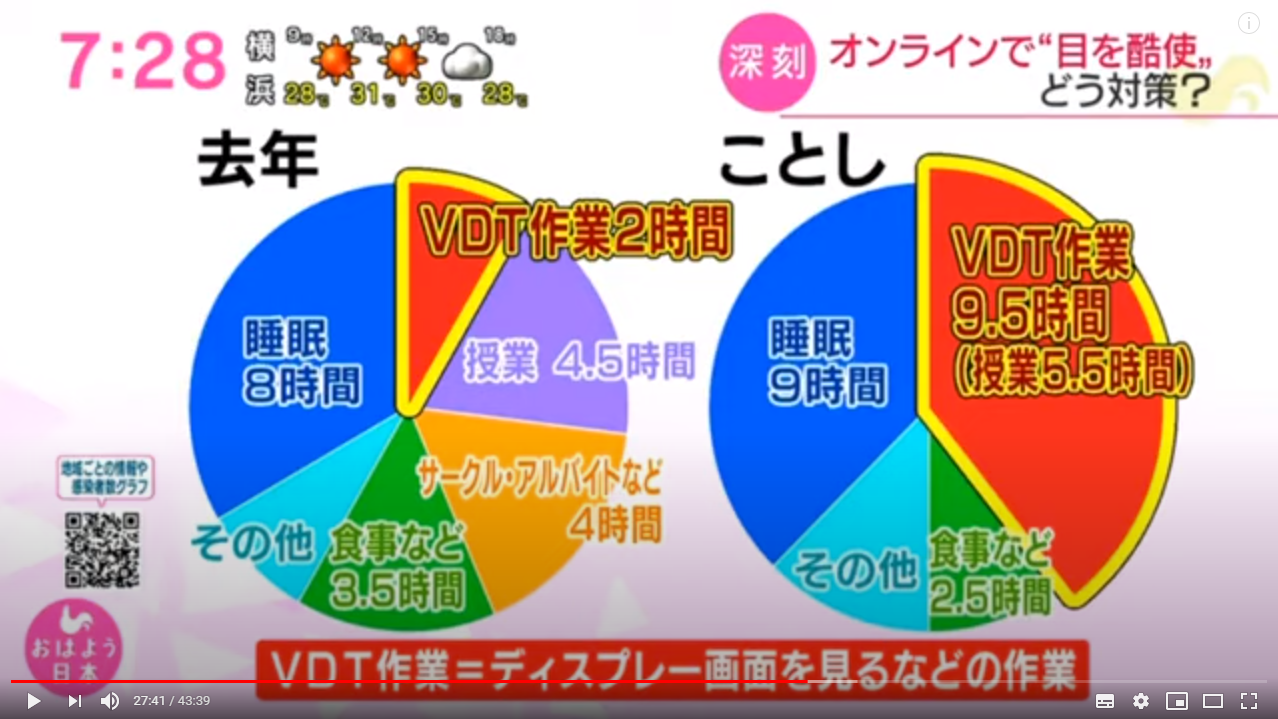 7:28
横浜
9時 12時 15時 18時
28℃ 31℃ 30℃ 28℃
深刻
オンラインで“目を酷使„
どう対策？
去年
VDT作業2時間
授業 4.5時間
サークル・アルバイトなど
4時間
食事など
3.5時間
その他
睡眠
8時間
ことし
VDT作業
9.5時間
(授業5.5時間)
食事など
2.5時間
その他
睡眠
9時間
地域ごとの情報や
感染者数グラフ
おはよう
日本
VDT作業＝ディスプレー画面を見るなどの作業
27:41 / 43:39